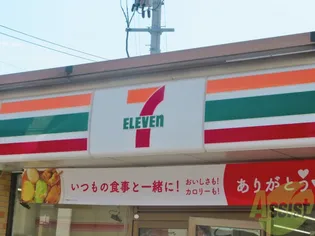 7
ELEVEn
いつもの食事と一緒に!
おいしさも!
カロリーも!
ありがとう
Assist